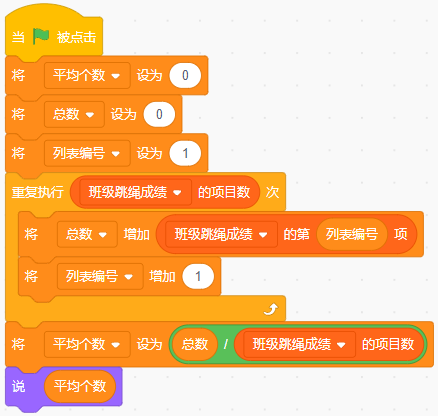 当 被点击
将 平均个数 设为 0
将 总数 设为 0
将 列表编号 设为 1
重复执行 班级跳绳成绩 的项目数 次
将 总数 增加 班级跳绳成绩 的第 列表编号 项
将 列表编号 增加 1
将 平均个数 设为 总数 / 班级跳绳成绩 的项目数
说 平均个数